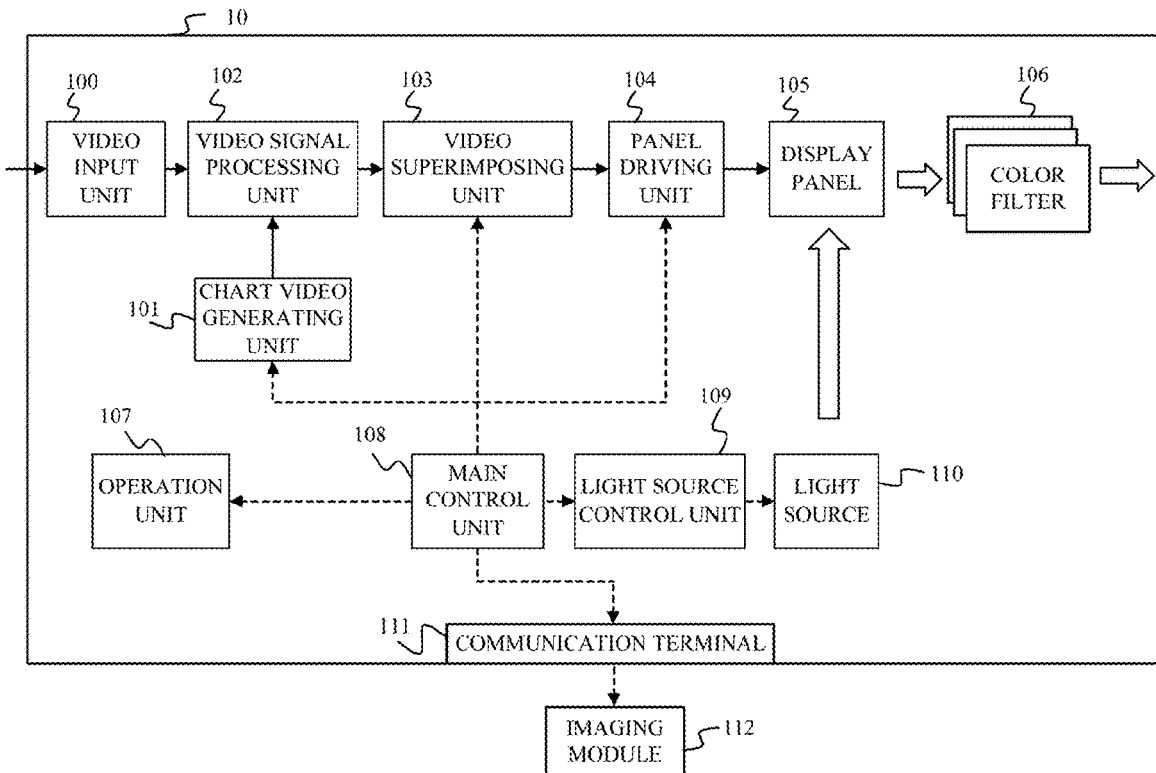 10
100
102
103
104
105
106
VIDEO
INPUT
UNIT
VIDEO SIGNAL
PROCESSING
UNIT
VIDEO
SUPERIMPOSING
UNIT
PANEL
DRIVING
UNIT
DISPLAY
PANEL
COLOR
FILTER
101
CHART VIDEO
GENERATING
UNIT
107
108
109
110
OPERATION
UNIT
MAIN
CONTROL
UNIT
LIGHT SOURCE
CONTROL UNIT
LIGHT
SOURCE
111
COMMUNICATION TERMINAL
IMAGING
MODULE
112